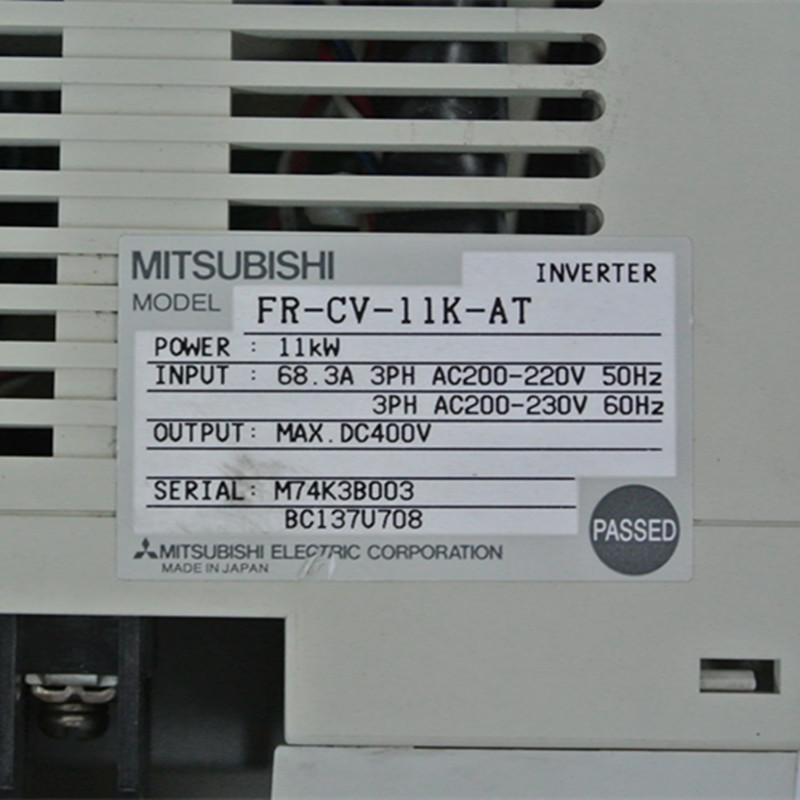 MITSUBISHI
INVERTER
MODEL FR-CV-11K-AT
POWER : 11kW
INPUT : 68.3A 3PH AC200-220V 50Hz
3PH AC200-230V 60Hz
OUTPUT: MAX.DC400V
SERIAL: M74K3B003
BC137U708
PASSED
MITSUBISHI ELECTRIC CORPORATION
MADE IN JAPAN